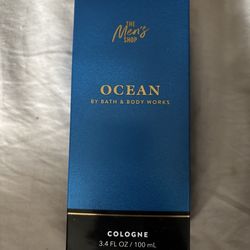 THE
Men's
SHOP
OCEAN
BY BATH & BODY WORKS
COLOGNE
3.4 FL OZ / 100 mL